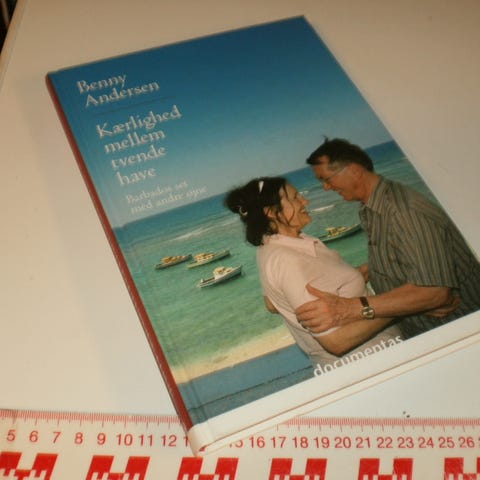 Benny
Andersen
Kærlighed
mellem
tvende
have
Barbados set
med andre øjne
documentas
5 6 7 8 9 10 11 12 13 15 16 17 18 19 20 21 22 23 24 25 26